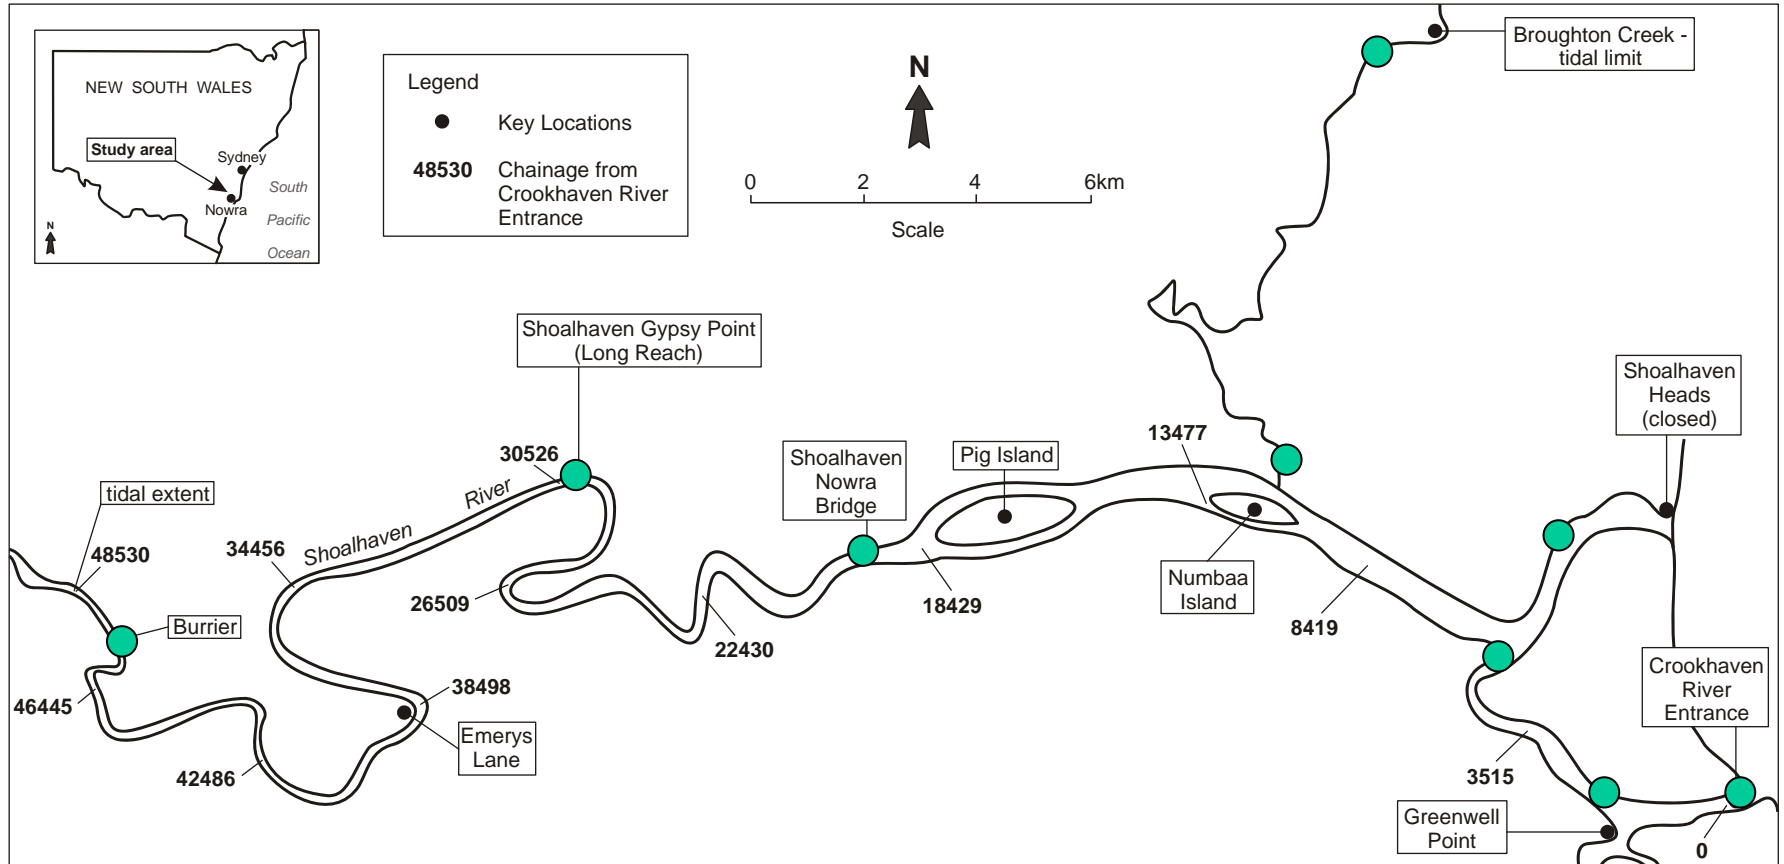 NEW SOUTH WALES
Study area
Sydney
Nowra
South
Pacific
Ocean
N
Legend
Key Locations
48530 Chainage from
Crookhaven River
Entrance
N
0 2 4 6km
Scale
Broughton Creek -
tidal limit
Shoalhaven Gypsy Point
(Long Reach)
Shoalhaven
Heads
(closed)
13477
30526
Shoalhaven
Nowra
Bridge
Pig Island
tidal extent
Shoalhaven River
34456
48530
26509
18429
Numbaa
Island
8419
Burrier
22430
46445
38498
Crookhaven
River
Entrance
Emerys
Lane
42486
3515
Greenwell
Point
0